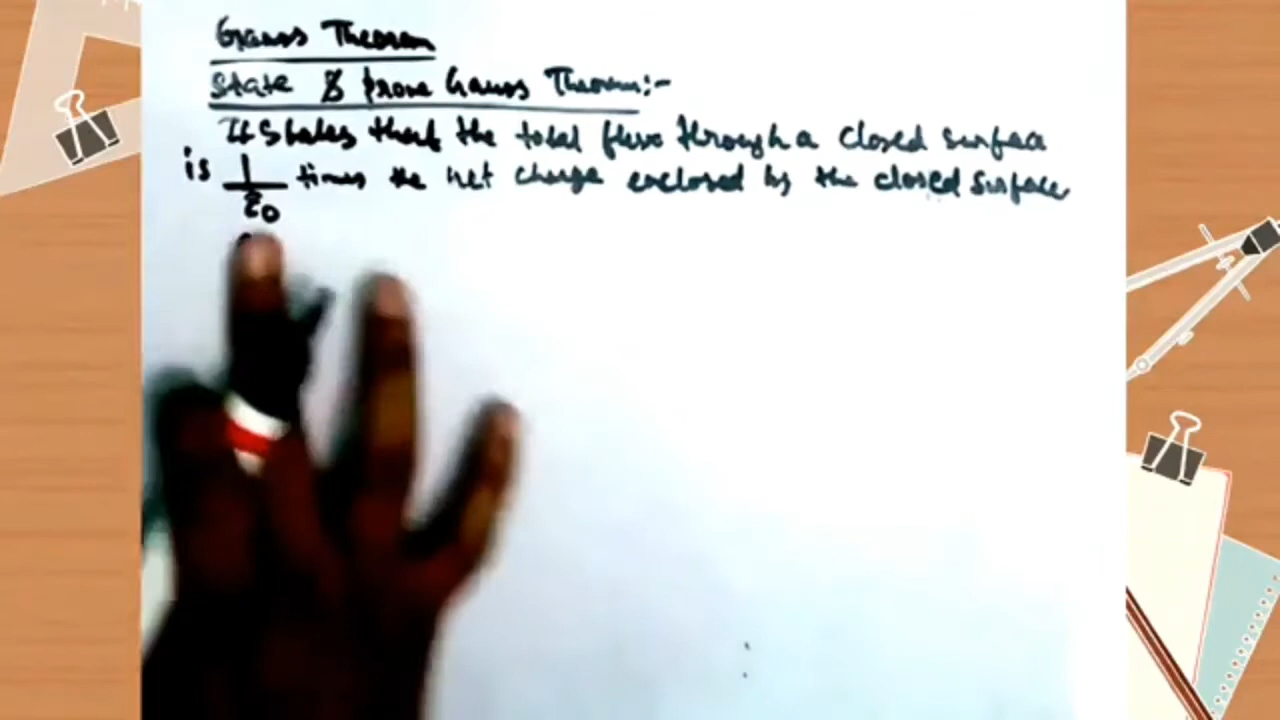 Gauss Theorem
State & prove Gauss Theorem:-
It States that the total flux through a closed surface
is 1/ε0 times the net charge enclosed by the closed surface